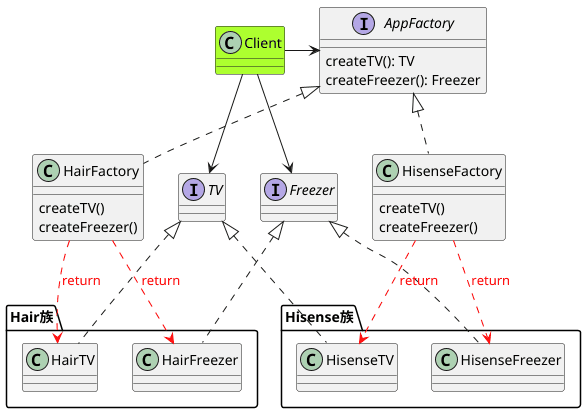 C Client
I AppFactory
createTV(): TV
createFreezer(): Freezer
C HairFactory
createTV()
createFreezer()
I TV
I Freezer
C HisenseFactory
createTV()
createFreezer()
return
return
return
return
Hair族
C HairTV
C HairFreezer
Hisense族
C HisenseTV
C HisenseFreezer